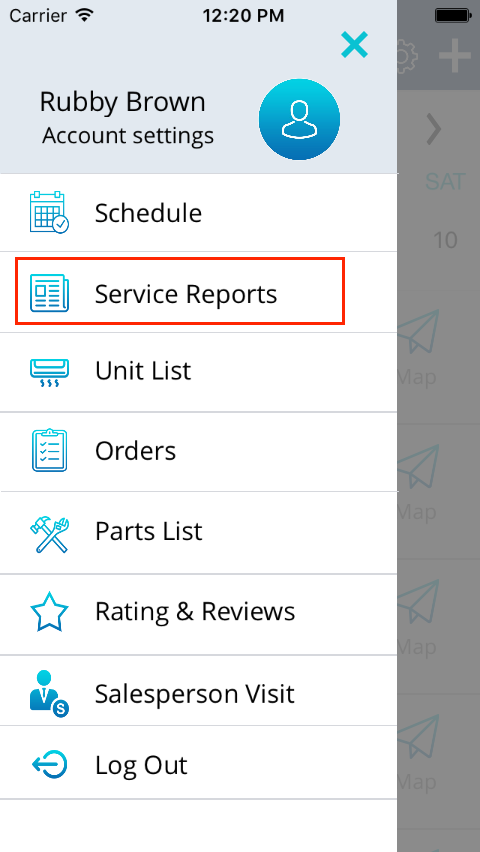 Carrier 12:20 PM
Rubby Brown
Account settings
SAT
Schedule
10
Service Reports
Unit List
Map
Orders
Map
Parts List
Rating & Reviews
Map
Salesperson Visit
S
Log Out
Map